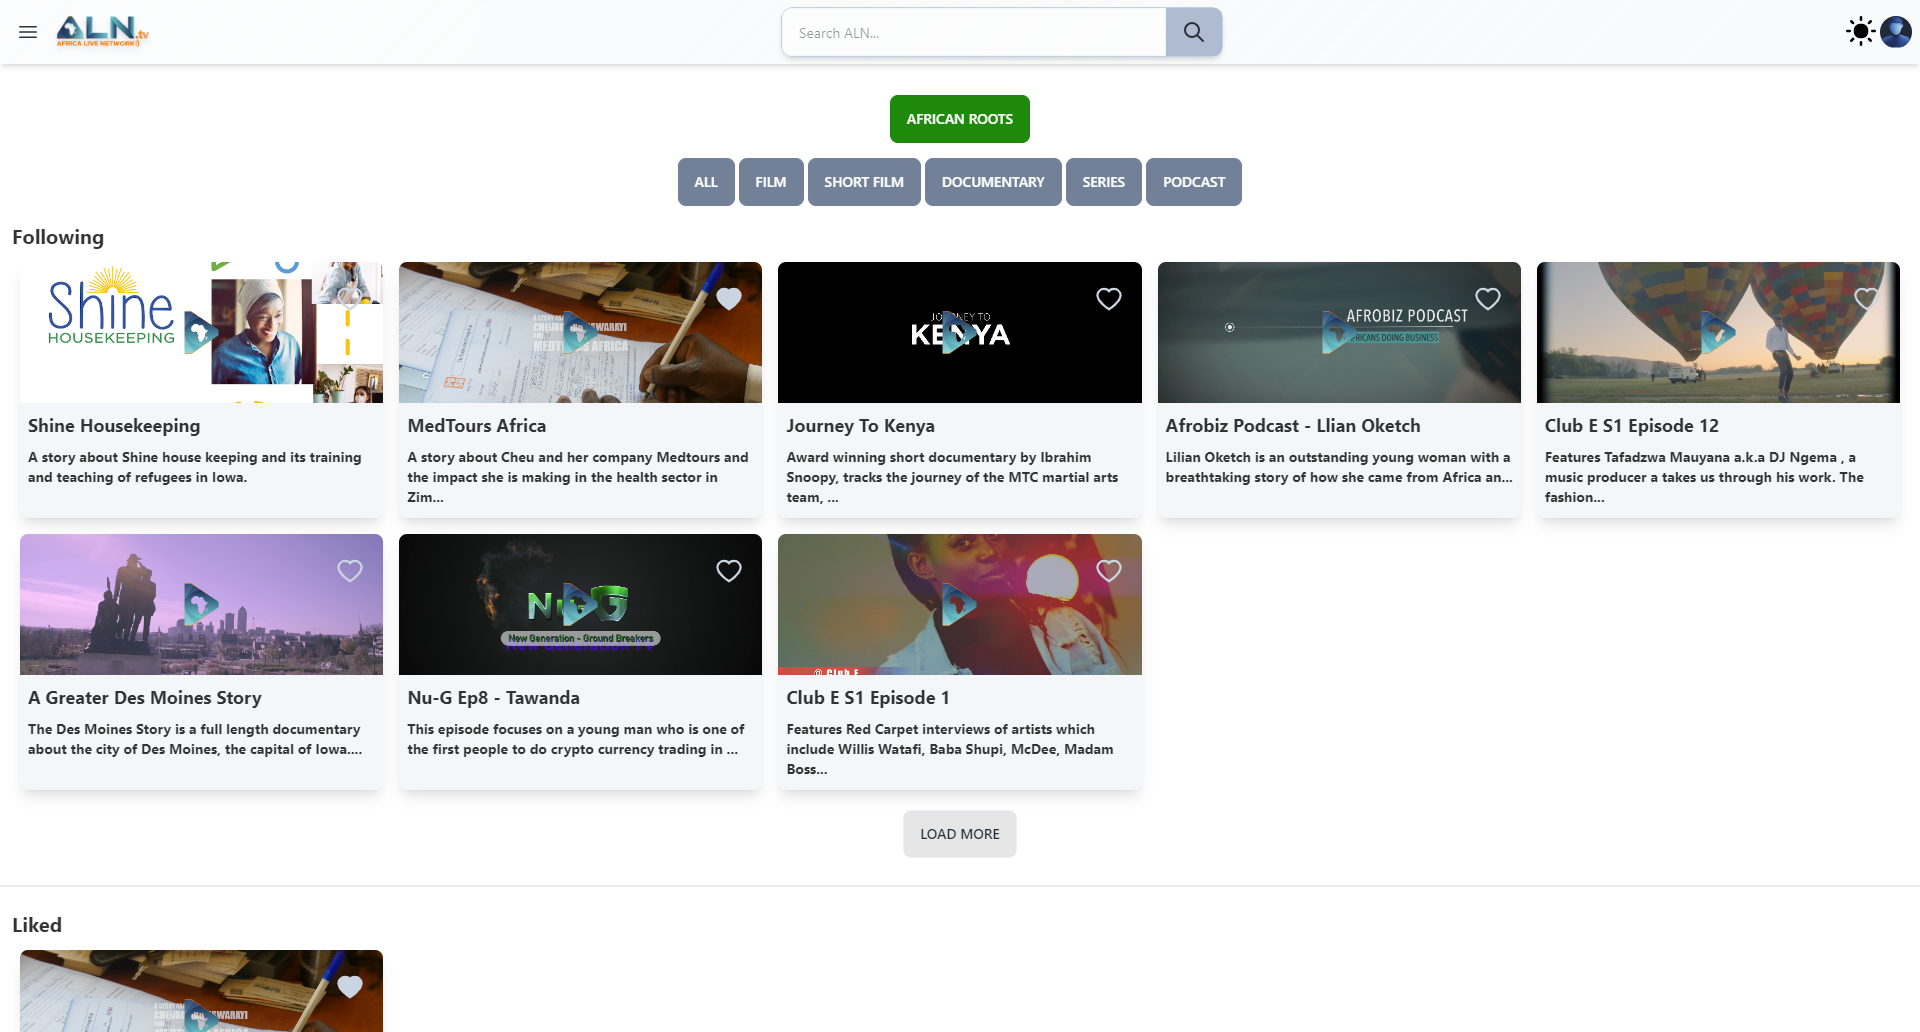 ALN.tv
AFRICA LIVE NETWORK
Search ALN...
AFRICAN ROOTS
ALL
FILM
SHORT FILM
DOCUMENTARY
SERIES
PODCAST
Following
Shine
HOUSEKEEPING
JOURNEY TO
KENYA
AFROBIZ PODCAST
AFRICANS DOING BUSINESS
Shine Housekeeping
A story about Shine house keeping and its training
and teaching of refugees in Iowa.
MedTours Africa
A story about Cheu and her company Medtours and
the impact she is making in the health sector in
Zim...
Journey To Kenya
Award winning short documentary by Ibrahim
Snoopy, tracks the journey of the MTC martial arts
team, ...
Afrobiz Podcast - Llian Oketch
Lilian Oketch is an outstanding young woman with a
breathtaking story of how she came from Africa an...
Club E S1 Episode 12
Features Tafadzwa Mauyana a.k.a DJ Ngema , a
music producer a takes us through his work. The
fashion...
New Generation - Ground Breakers
New Generation TV
@ Club E
A Greater Des Moines Story
The Des Moines Story is a full length documentary
about the city of Des Moines, the capital of Iowa....
Nu-G Ep8 - Tawanda
This episode focuses on a young man who is one of
the first people to do crypto currency trading in ...
Club E S1 Episode 1
Features Red Carpet interviews of artists which
include Willis Watafi, Baba Shupi, McDee, Madam
Boss...
LOAD MORE
Liked